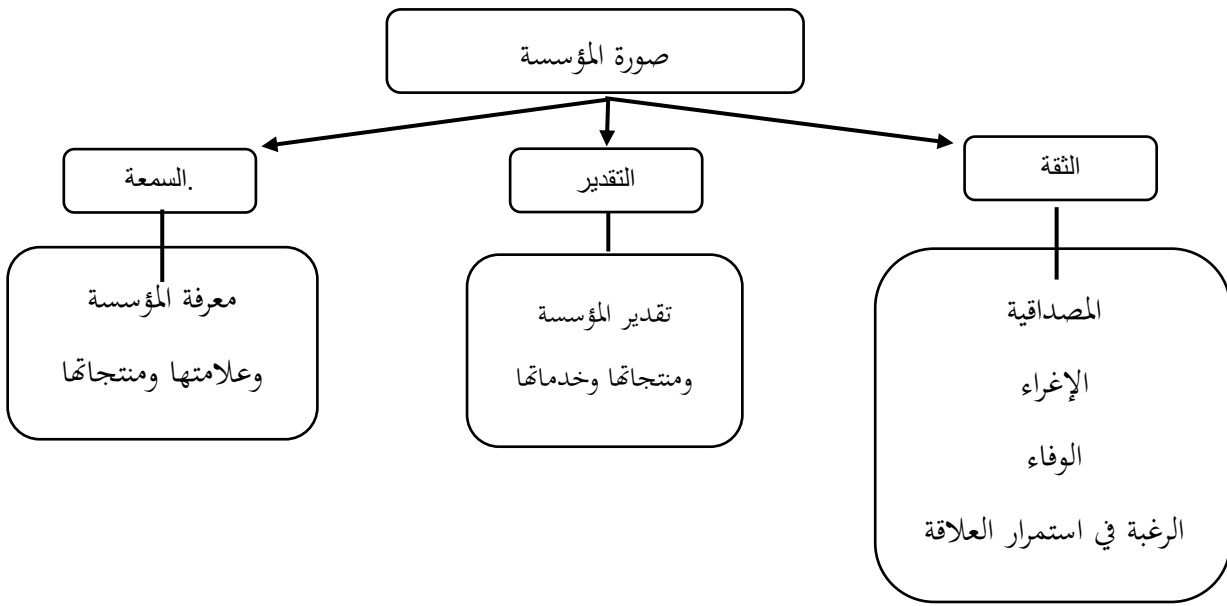 صورة المؤسسة
الثقة
التقدير
السمعة.
المصداقية
الإغراء
الوفاء
الرغبة في استمرار العلاقة
تقدير المؤسسة
ومنتجاتها وخدماتها
معرفة المؤسسة
وعلامتها ومنتجاتها